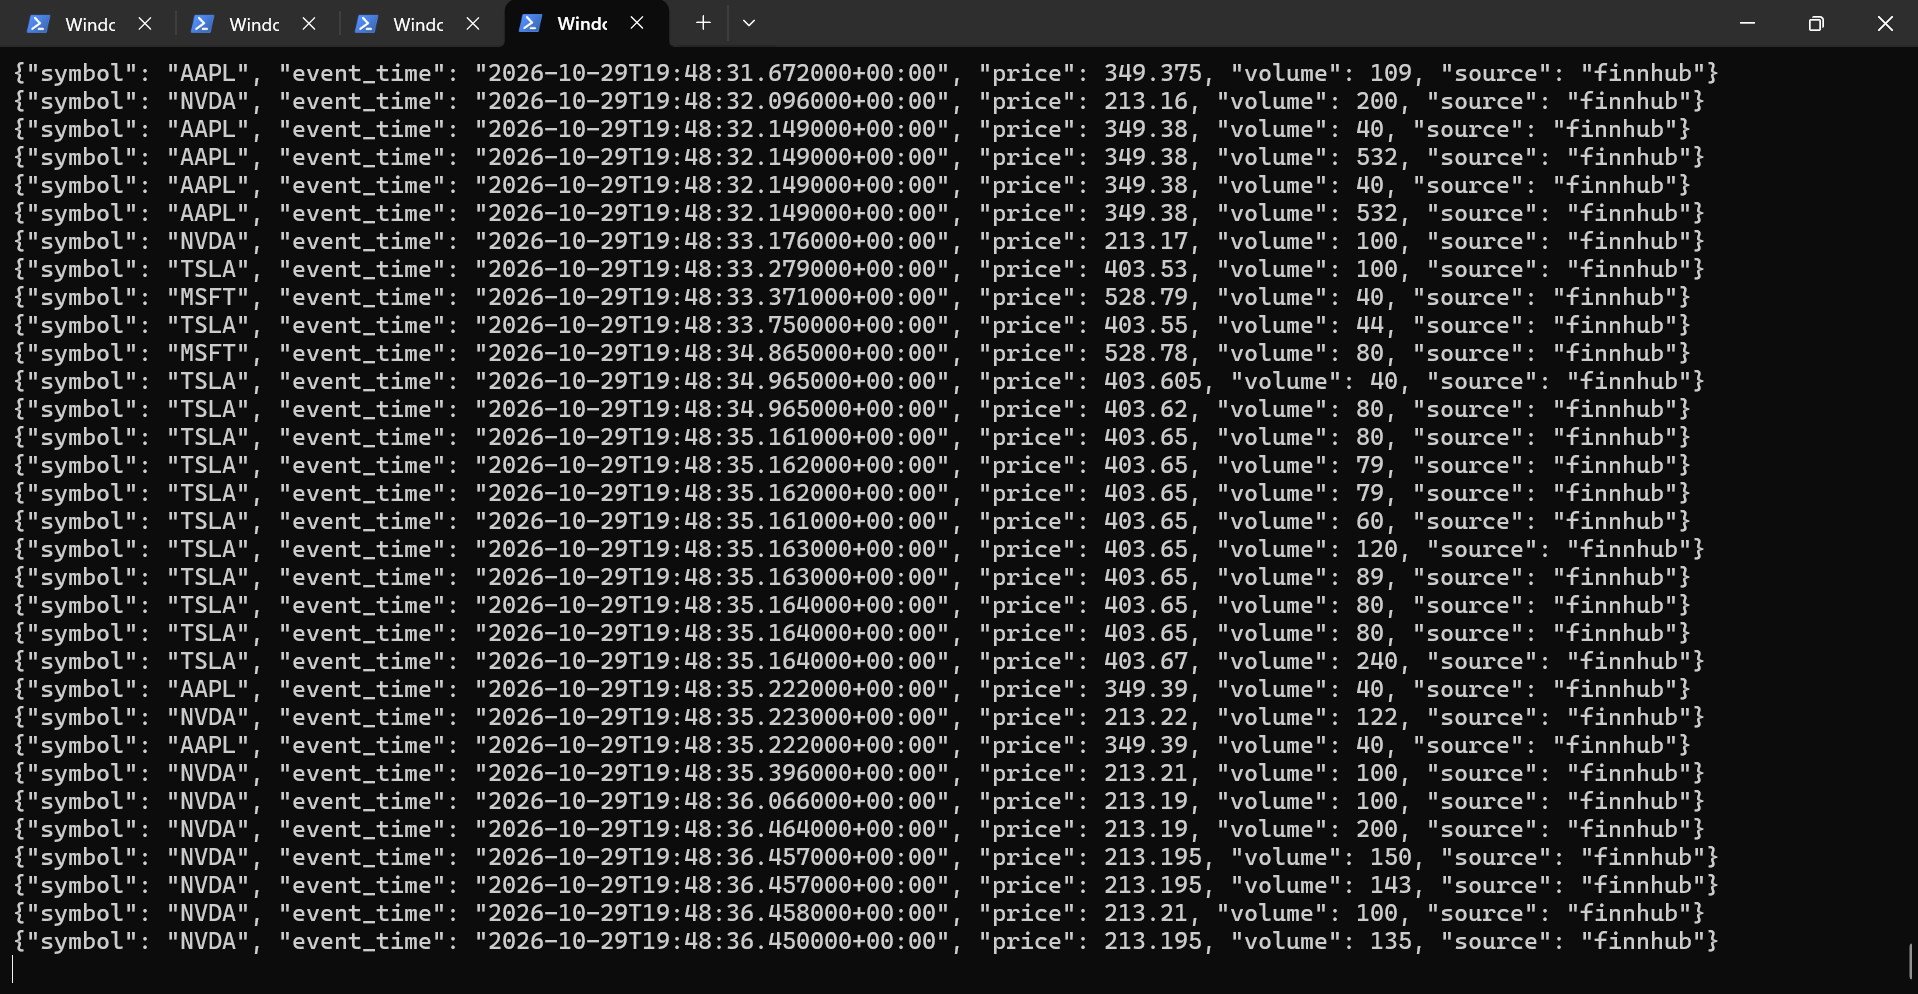 Windc Windc Windc Windc
{"symbol": "AAPL", "event_time": "2026-10-29T19:48:31.672000+00:00", "price": 349.375, "volume": 109, "source": "finnhub"}
{"symbol": "NVDA", "event_time": "2026-10-29T19:48:32.096000+00:00", "price": 213.16, "volume": 200, "source": "finnhub"}
{"symbol": "AAPL", "event_time": "2026-10-29T19:48:32.149000+00:00", "price": 349.38, "volume": 40, "source": "finnhub"}
{"symbol": "AAPL", "event_time": "2026-10-29T19:48:32.149000+00:00", "price": 349.38, "volume": 532, "source": "finnhub"}
{"symbol": "AAPL", "event_time": "2026-10-29T19:48:32.149000+00:00", "price": 349.38, "volume": 40, "source": "finnhub"}
{"symbol": "AAPL", "event_time": "2026-10-29T19:48:32.149000+00:00", "price": 349.38, "volume": 532, "source": "finnhub"}
{"symbol": "NVDA", "event_time": "2026-10-29T19:48:33.176000+00:00", "price": 213.17, "volume": 100, "source": "finnhub"}
{"symbol": "TSLA", "event_time": "2026-10-29T19:48:33.279000+00:00", "price": 403.53, "volume": 100, "source": "finnhub"}
{"symbol": "MSFT", "event_time": "2026-10-29T19:48:33.371000+00:00", "price": 528.79, "volume": 40, "source": "finnhub"}
{"symbol": "TSLA", "event_time": "2026-10-29T19:48:33.750000+00:00", "price": 403.55, "volume": 44, "source": "finnhub"}
{"symbol": "MSFT", "event_time": "2026-10-29T19:48:34.865000+00:00", "price": 528.78, "volume": 80, "source": "finnhub"}
{"symbol": "TSLA", "event_time": "2026-10-29T19:48:34.965000+00:00", "price": 403.605, "volume": 40, "source": "finnhub"}
{"symbol": "TSLA", "event_time": "2026-10-29T19:48:34.965000+00:00", "price": 403.62, "volume": 80, "source": "finnhub"}
{"symbol": "TSLA", "event_time": "2026-10-29T19:48:35.161000+00:00", "price": 403.65, "volume": 80, "source": "finnhub"}
{"symbol": "TSLA", "event_time": "2026-10-29T19:48:35.162000+00:00", "price": 403.65, "volume": 79, "source": "finnhub"}
{"symbol": "TSLA", "event_time": "2026-10-29T19:48:35.162000+00:00", "price": 403.65, "volume": 79, "source": "finnhub"}
{"symbol": "TSLA", "event_time": "2026-10-29T19:48:35.161000+00:00", "price": 403.65, "volume": 60, "source": "finnhub"}
{"symbol": "TSLA", "event_time": "2026-10-29T19:48:35.163000+00:00", "price": 403.65, "volume": 120, "source": "finnhub"}
{"symbol": "TSLA", "event_time": "2026-10-29T19:48:35.163000+00:00", "price": 403.65, "volume": 89, "source": "finnhub"}
{"symbol": "TSLA", "event_time": "2026-10-29T19:48:35.164000+00:00", "price": 403.65, "volume": 80, "source": "finnhub"}
{"symbol": "TSLA", "event_time": "2026-10-29T19:48:35.164000+00:00", "price": 403.65, "volume": 80, "source": "finnhub"}
{"symbol": "TSLA", "event_time": "2026-10-29T19:48:35.164000+00:00", "price": 403.67, "volume": 240, "source": "finnhub"}
{"symbol": "AAPL", "event_time": "2026-10-29T19:48:35.222000+00:00", "price": 349.39, "volume": 40, "source": "finnhub"}
{"symbol": "NVDA", "event_time": "2026-10-29T19:48:35.223000+00:00", "price": 213.22, "volume": 122, "source": "finnhub"}
{"symbol": "AAPL", "event_time": "2026-10-29T19:48:35.222000+00:00", "price": 349.39, "volume": 40, "source": "finnhub"}
{"symbol": "NVDA", "event_time": "2026-10-29T19:48:35.396000+00:00", "price": 213.21, "volume": 100, "source": "finnhub"}
{"symbol": "NVDA", "event_time": "2026-10-29T19:48:36.066000+00:00", "price": 213.19, "volume": 100, "source": "finnhub"}
{"symbol": "NVDA", "event_time": "2026-10-29T19:48:36.464000+00:00", "price": 213.19, "volume": 200, "source": "finnhub"}
{"symbol": "NVDA", "event_time": "2026-10-29T19:48:36.457000+00:00", "price": 213.195, "volume": 150, "source": "finnhub"}
{"symbol": "NVDA", "event_time": "2026-10-29T19:48:36.457000+00:00", "price": 213.195, "volume": 143, "source": "finnhub"}
{"symbol": "NVDA", "event_time": "2026-10-29T19:48:36.458000+00:00", "price": 213.21, "volume": 100, "source": "finnhub"}
{"symbol": "NVDA", "event_time": "2026-10-29T19:48:36.450000+00:00", "price": 213.195, "volume": 135, "source": "finnhub"}